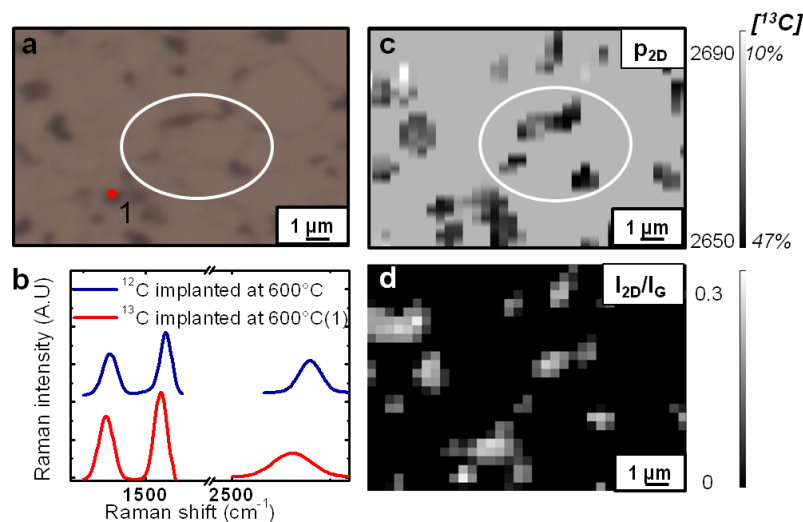 a
1
1 µm
c
p2D
1 µm
[13C]
2690
10%
2650
47%
b
12C implanted at 600°C
13C implanted at 600°C(1)
Raman intensity (A.U)
1500
2500
Raman shift (cm-1)
d
I2D/IG
1 µm
0.3
0